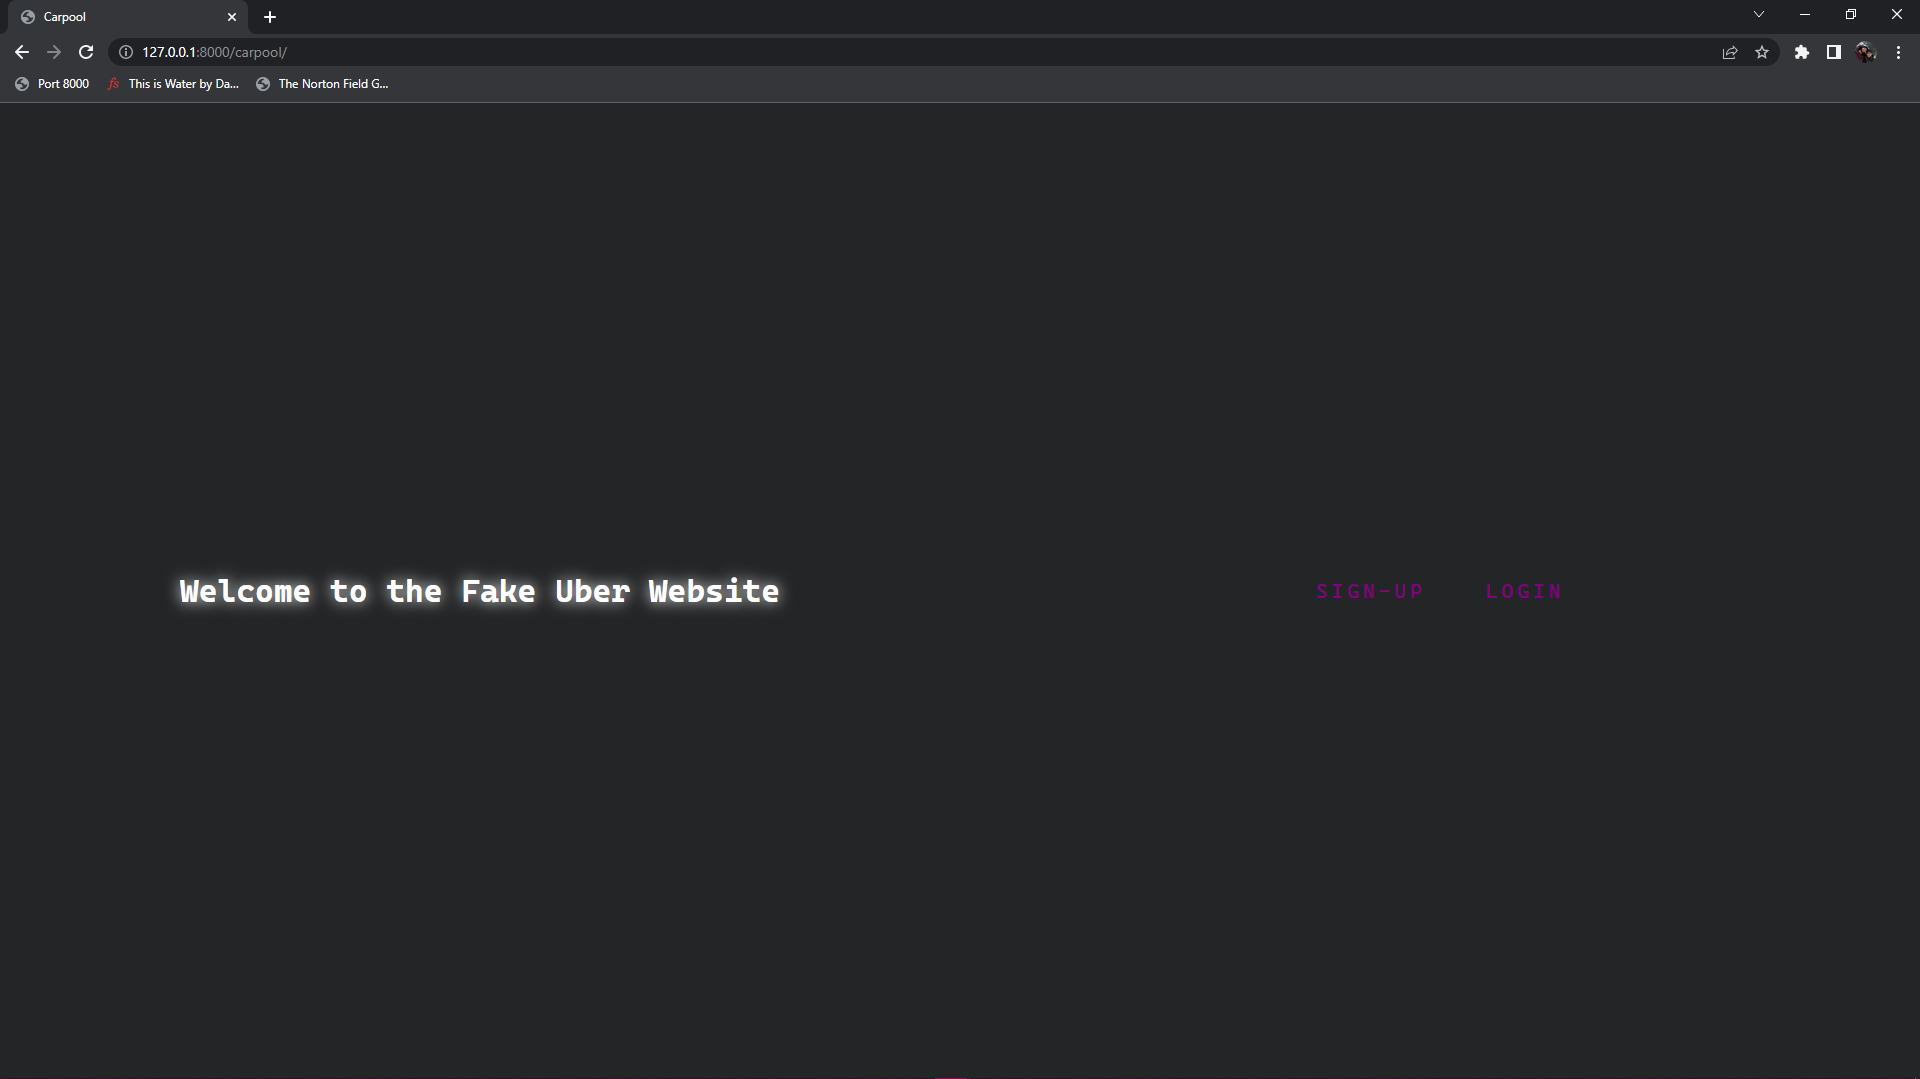 Carpool
127.0.0.1:8000/carpool/
Port 8000 fs This is Water by Da... The Norton Field G...
Welcome to the Fake Uber Website SIGN-UP LOGIN